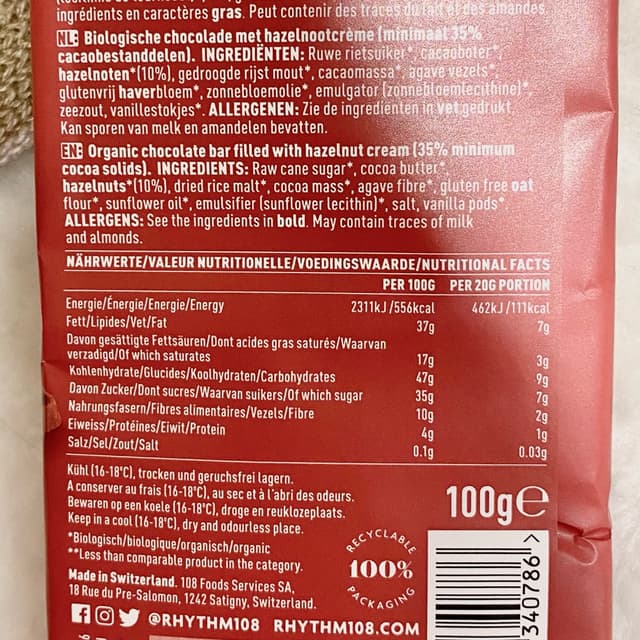 ingrédients en caractères gras. Peut contenir des traces du lait et des amandes.
NL: Biologische chocolade met hazelnootcrème (minimaal 35%
cacaobestanddelen). INGREDIËNTEN: Ruwe rietsuiker*, cacaoboter*,
hazelnoten*(10%), gedroogde rijst mout*, cacaomassa*, agave vezels*,
glutenvrij haverbloem*, zonnebloemolie*, emulgator (zonnebloemlecithine)*,
zeezout, vanillestokjes*. ALLERGENEN: Zie de ingrediënten in vet gedrukt.
Kan sporen van melk en amandelen bevatten.
EN: Organic chocolate bar filled with hazelnut cream (35% minimum
cocoa solids). INGREDIENTS: Raw cane sugar*, cocoa butter*,
hazelnuts*(10%), dried rice malt*, cocoa mass*, agave fibre*, gluten free oat
flour*, sunflower oil*, emulsifier (sunflower lecithin)*, salt, vanilla pods*.
ALLERGENS: See the ingredients in bold. May contain traces of milk
and almonds.
NÄHRWERTE/VALEUR NUTRITIONELLE/VOEDINGSWAARDE/NUTRITIONAL FACTS
PER 100G PER 20G PORTION
Energie/Énergie/Energie/Energy 2311kJ/556kcal 462kJ/111kcal
Fett/Lipides/Vet/Fat 37g 7g
Davon gesättigte Fettsäuren/Dont acides gras saturés/Waarvan
verzadigd/Of which saturates 17g 3g
Kohlenhydrate/Glucides/Koolhydraten/Carbohydrates 47g 9g
Davon Zucker/Dont sucres/Waarvan suikers/Of which sugar 35g 7g
Nahrungsfasern/Fibres alimentaires/Vezels/Fibre 10g 2g
Eiweiss/Protéines/Eiwit/Protein 4g 1g
Salz/Sel/Zout/Salt 0.1g 0.03g
Kühl (16-18°C), trocken und geruchsfrei lagern.
A conserver au frais (16-18°C), au sec et à l'abri des odeurs.
Bewaren op een koele (16-18°C), droge en reuklozeplaats.
Keep in a cool (16-18°C), dry and odourless place.
100g℮
*Biologisch/biologique/organisch/organic
**Less than comparable product in the category.
RECYCLABLE
100%
PACKAGING
Made in Switzerland. 108 Foods Services SA,
18 Rue du Pre-Salomon, 1242 Satigny, Switzerland.
@RHYTHM108 RHYTHM108.COM
340786>